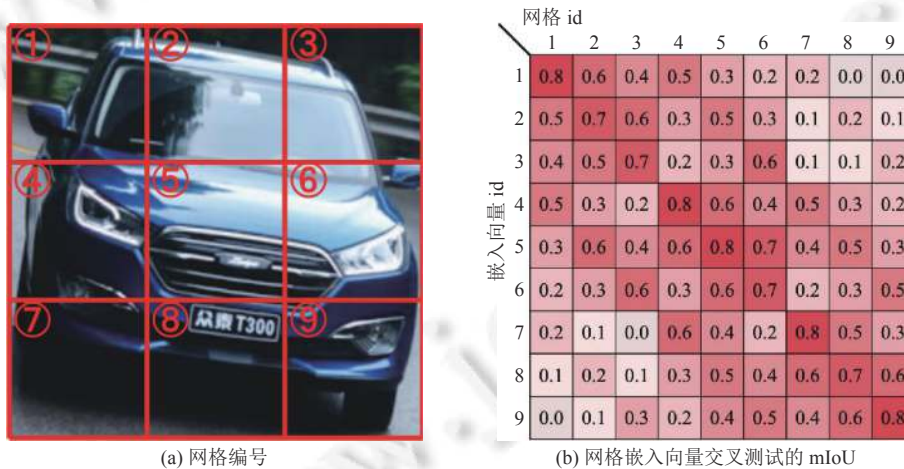 ① ② ③
④ ⑤ ⑥
⑦ ⑧ ⑨
众泰 T300
(a) 网格编号
网格 id
1 2 3 4 5 6 7 8 9
嵌入向量 id
1 0.8 0.6 0.4 0.5 0.3 0.2 0.2 0.0 0.0
2 0.5 0.7 0.6 0.3 0.5 0.3 0.1 0.2 0.1
3 0.4 0.5 0.7 0.2 0.3 0.6 0.1 0.1 0.2
4 0.5 0.3 0.2 0.8 0.6 0.4 0.5 0.3 0.2
5 0.3 0.6 0.4 0.6 0.8 0.7 0.4 0.5 0.3
6 0.2 0.3 0.6 0.3 0.6 0.7 0.2 0.3 0.5
7 0.2 0.1 0.0 0.6 0.4 0.2 0.8 0.5 0.3
8 0.1 0.2 0.1 0.3 0.5 0.4 0.6 0.7 0.6
9 0.0 0.1 0.3 0.2 0.4 0.5 0.4 0.6 0.8
(b) 网格嵌入向量交叉测试的 mIoU